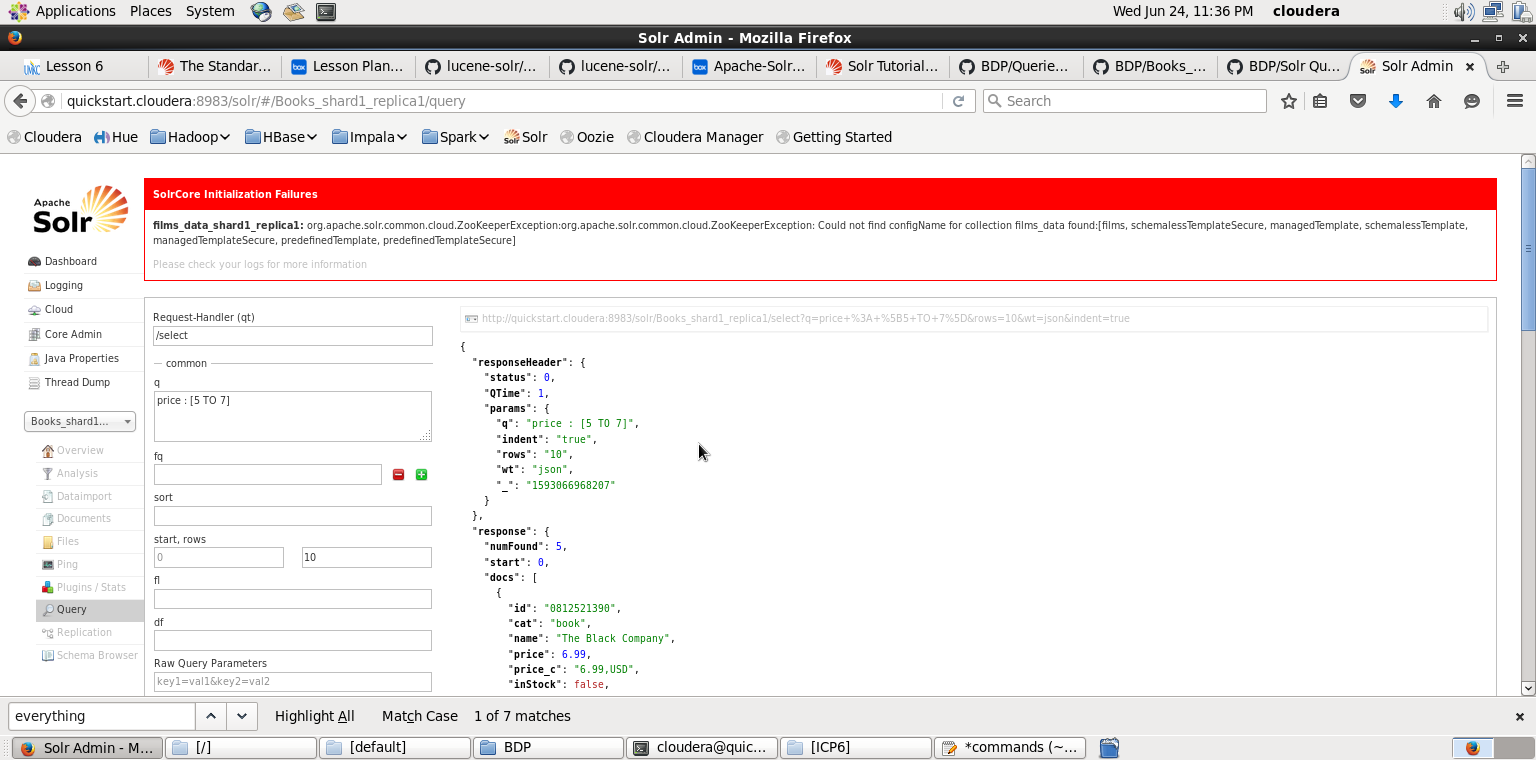 Applications Places System Wed Jun 24, 11:36 PM cloudera
Solr Admin - Mozilla Firefox
Lesson 6 The Standar... Lesson Plan... lucene-solr/... lucene-solr/... Apache-Solr... Solr Tutorial... BDP/Querie... BDP/Books_... BDP/Solr Qu... Solr Admin
quickstart.cloudera:8983/solr/#/Books_shard1_replica1/query Search
Cloudera Hue Hadoop HBase Impala Spark Solr Oozie Cloudera Manager Getting Started
Apache
Solr
SolrCore Initialization Failures
films_data_shard1_replica1: org.apache.solr.common.cloud.ZooKeeperException:org.apache.solr.common.cloud.ZooKeeperException: Could not find configName for collection films_data found:[films, schemalessTemplateSecure, managedTemplate, schemalessTemplate,
managedTemplateSecure, predefinedTemplate, predefinedTemplateSecure]
Please check your logs for more information
Dashboard
Logging
Cloud
Core Admin
Java Properties
Thread Dump
Books_shard1...
Overview
Analysis
Dataimport
Documents
Files
Ping
Plugins / Stats
Query
Replication
Schema Browser
Request-Handler (qt)
/select
common
q
price : [5 TO 7]
fq
sort
start, rows
0 10
fl
df
Raw Query Parameters
key1=val1&key2=val2
http://quickstart.cloudera:8983/solr/Books_shard1_replica1/select?q=price+%3A+%5B5+TO+7%5D&rows=10&wt=json&indent=true
{
"responseHeader": {
"status": 0,
"QTime": 1,
"params": {
"q": "price : [5 TO 7]",
"indent": "true",
"rows": "10",
"wt": "json",
"_": "1593066968207"
}
},
"response": {
"numFound": 5,
"start": 0,
"docs": [
{
"id": "0812521390",
"cat": "book",
"name": "The Black Company",
"price": 6.99,
"price_c": "6.99,USD",
"inStock": false,
everything Highlight All Match Case 1 of 7 matches
Solr Admin - M... [/] [default] BDP cloudera@quic... [ICP6] *commands (~...